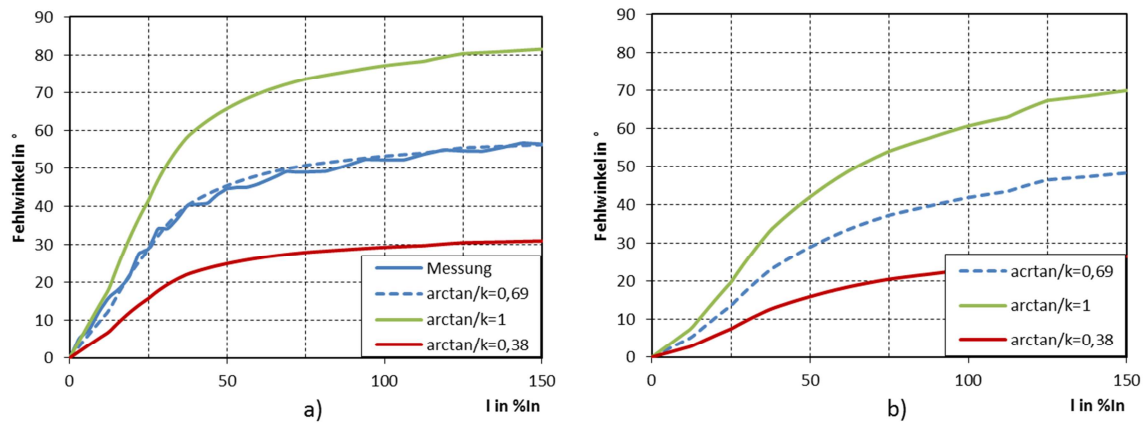 90
80
70
60
50
40
30
20
10
0
Fehlwinkel in °
Messung
arctan/k=0,69
arctan/k=1
arctan/k=0,38
0
50
100
150
I in %In
a)
90
80
70
60
50
40
30
20
10
0
Fehlwinkel in °
acrtan/k=0,69
arctan/k=1
arctan/k=0,38
0
50
100
150
I in %In
b)